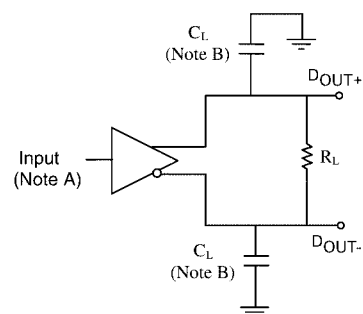 C_L
(Note B)
D_OUT+
Input
(Note A)
R_L
D_OUT-
C_L
(Note B)